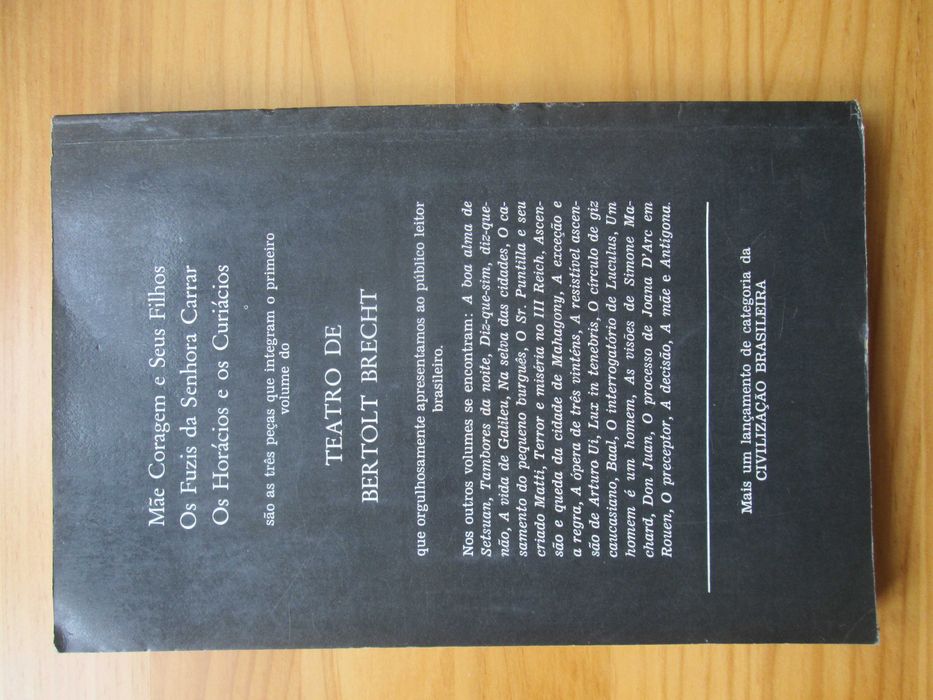 Mãe Coragem e Seus Filhos
Os Fuzis da Senhora Carrar
Os Horácios e os Curiácios
são as três peças que integram o primeiro
volume do
TEATRO DE
BERTOLT BRECHT
que orgulhosamente apresentamos ao público leitor
brasileiro.
Nos outros volumes se encontram: A boa alma de
Setsuan, Tambores da noite, Diz-que-sim, diz-que-
não, A vida de Galileu, Na selva das cidades, O ca-
samento do pequeno burguês, O Sr. Puntilla e seu
criado Matti, Terror e miséria no III Reich, Ascen-
são e queda da cidade de Mahagony, A exceção e
a regra, A ópera de três vinténs, A resistível ascen-
são de Arturo Ui, Lux in tenebris, O círculo de giz
caucasiano, Baal, O interrogatório de Luculus, Um
homem é um homem, As visões de Simone Ma-
chard, Don Juan, O processo de Joana D'Arc em
Rouen, O preceptor, A decisão, A mãe e Antígona.
Mais um lançamento de categoria da
CIVILIZAÇÃO BRASILEIRA